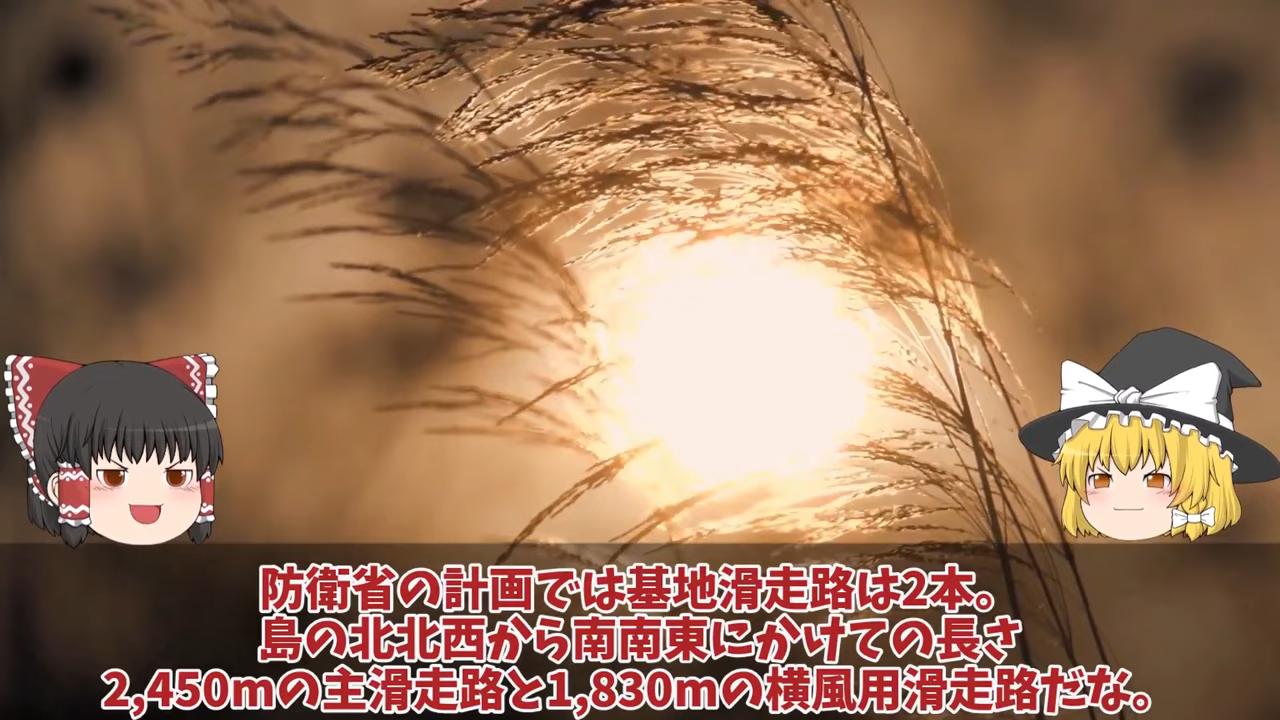 防衛省の計画では基地滑走路は2本。
島の北北西から南南東にかけての長さ
2,450mの主滑走路と1,830mの横風用滑走路だな。